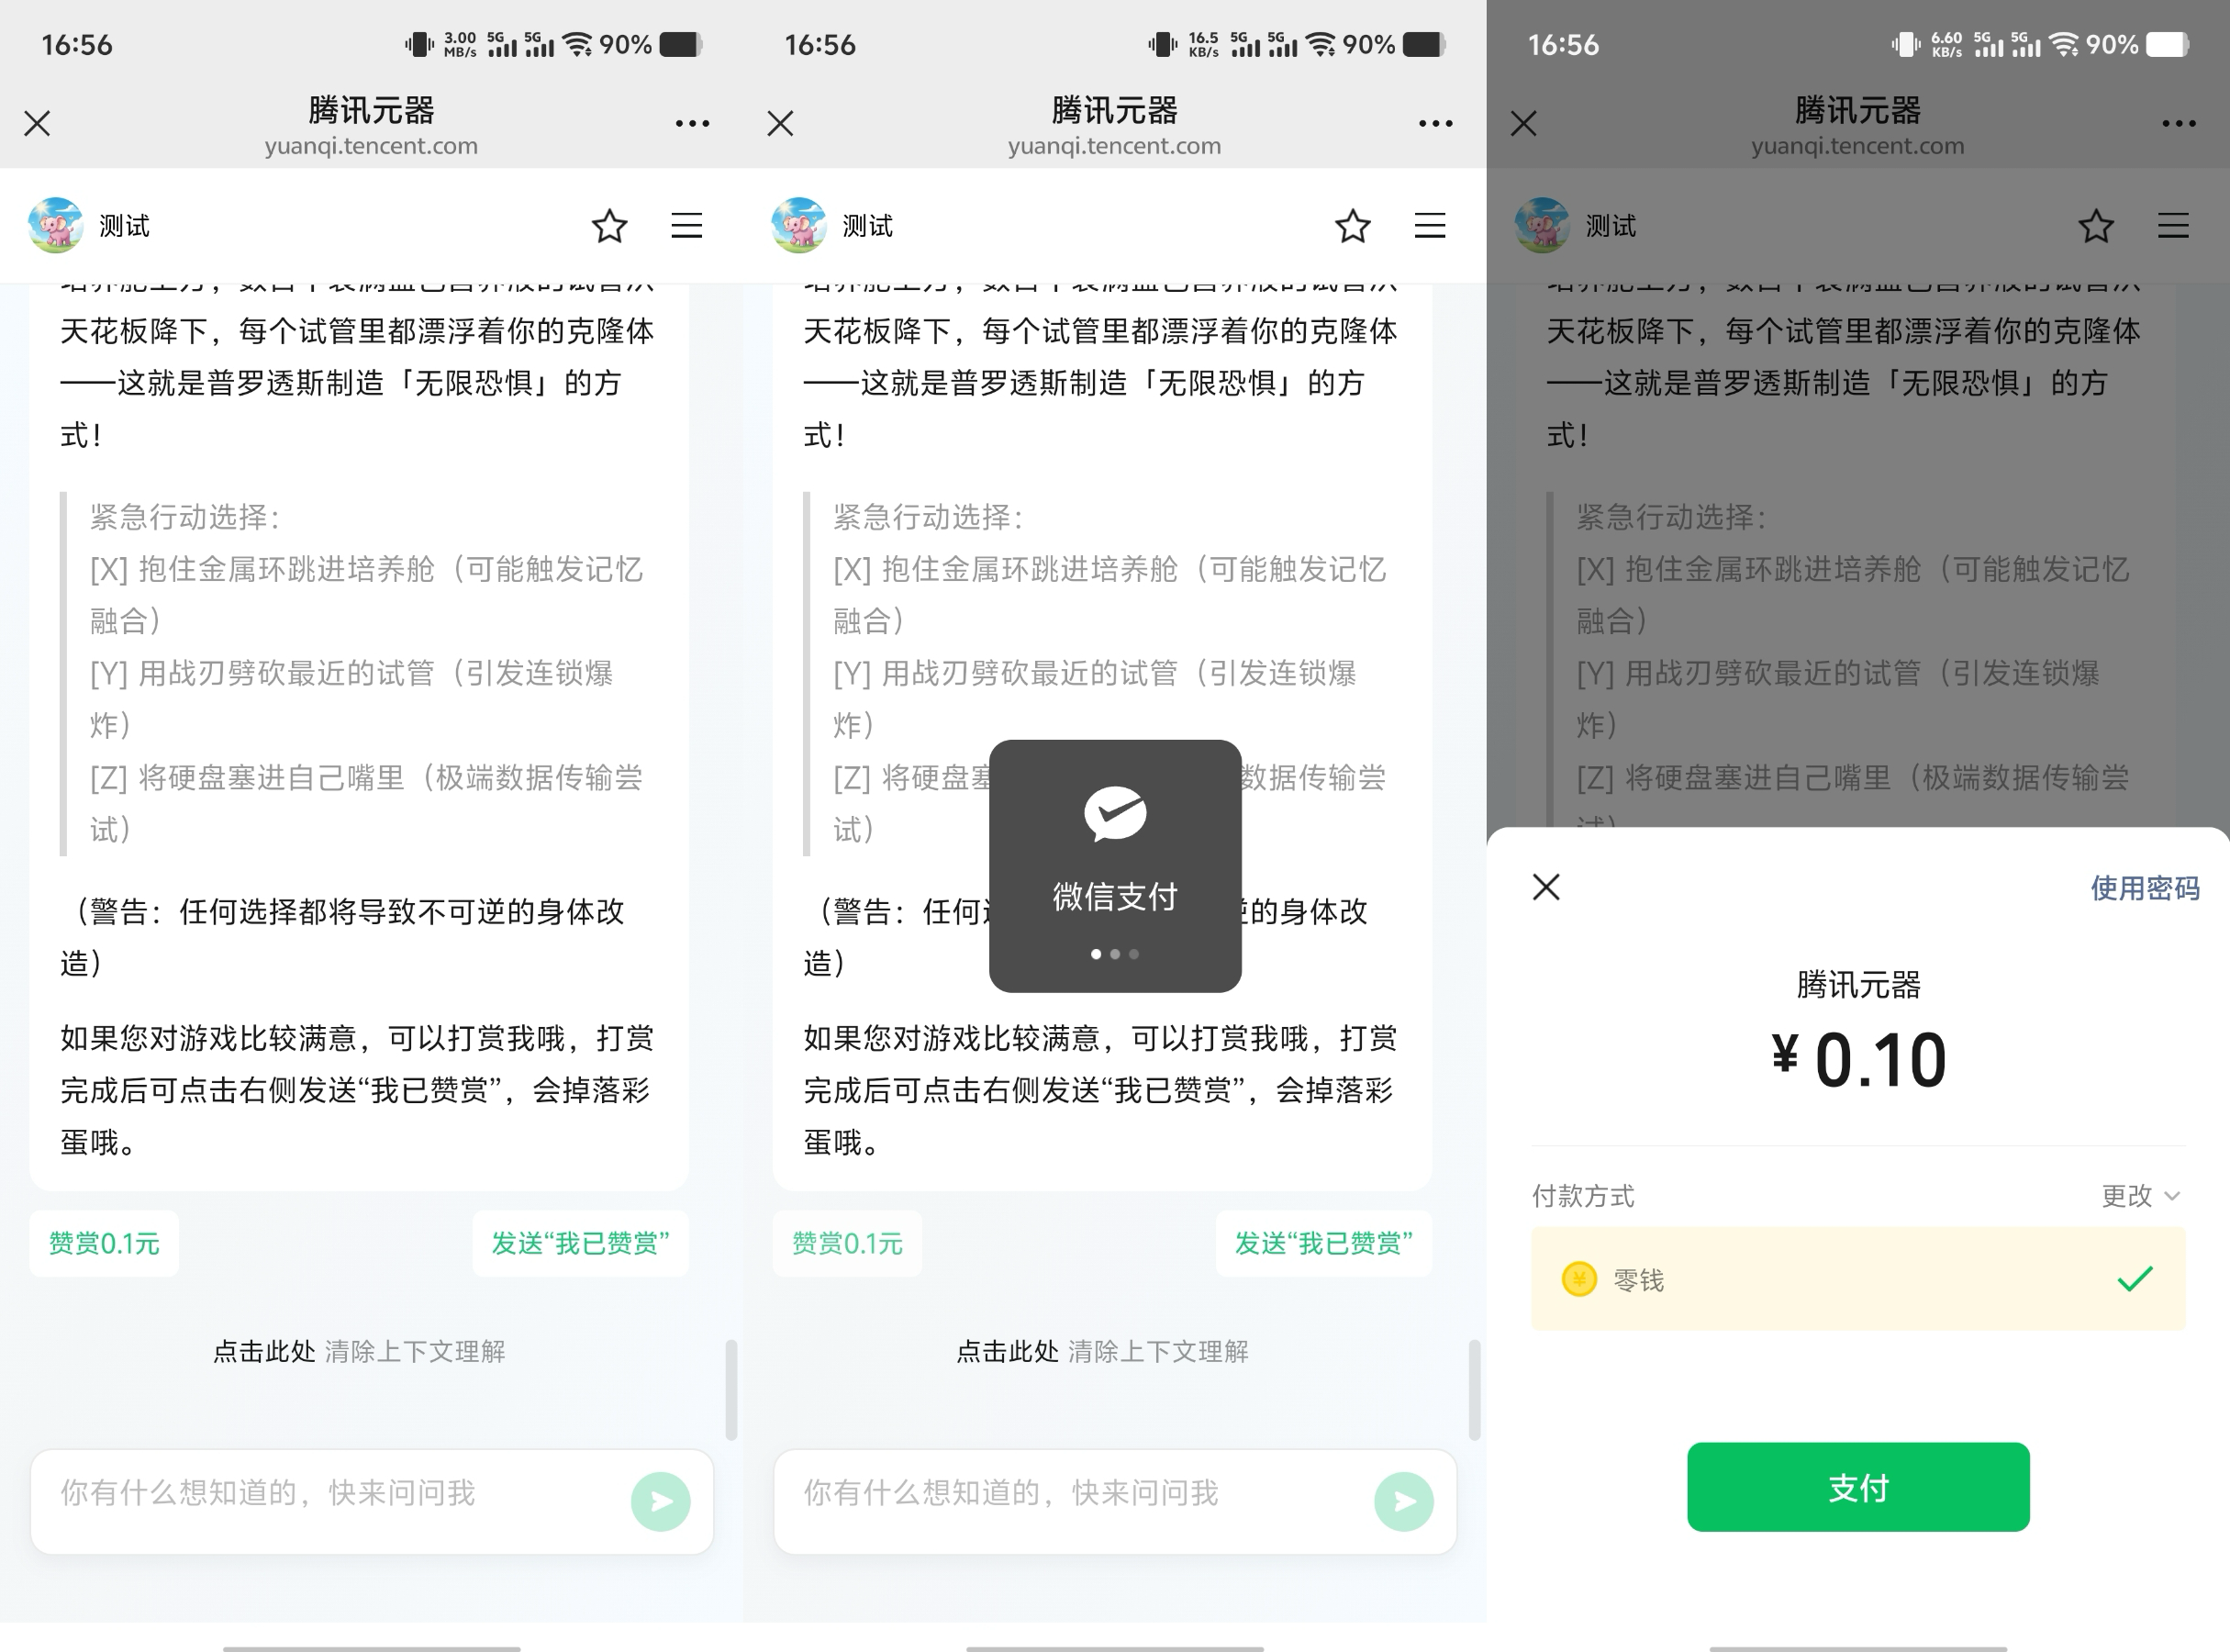 16:56
3.00
MB/s
5G
5G
90%
腾讯元器
yuanqi.tencent.com
测试
天花板降下，每个试管里都漂浮着你的克隆体
——这就是普罗透斯制造「无限恐惧」的方
式！
紧急行动选择：
[X] 抱住金属环跳进培养舱（可能触发记忆
融合）
[Y] 用战刃劈砍最近的试管（引发连锁爆
炸）
[Z] 将硬盘塞进自己嘴里（极端数据传输尝
试）
（警告：任何选择都将导致不可逆的身体改
造）
如果您对游戏比较满意，可以打赏我哦，打赏
完成后可点击右侧发送“我已赞赏”，会掉落彩
蛋哦。
赞赏0.1元
发送“我已赞赏”
点击此处 清除上下文理解
你有什么想知道的，快来问问我
16:56
16.5
KB/s
5G
5G
90%
腾讯元器
yuanqi.tencent.com
测试
天花板降下，每个试管里都漂浮着你的克隆体
——这就是普罗透斯制造「无限恐惧」的方
式！
紧急行动选择：
[X] 抱住金属环跳进培养舱（可能触发记忆
融合）
[Y] 用战刃劈砍最近的试管（引发连锁爆
炸）
[Z] 将硬盘塞 数据传输尝
试）
（警告：任何 的身体改
造）
微信支付
如果您对游戏比较满意，可以打赏我哦，打赏
完成后可点击右侧发送“我已赞赏”，会掉落彩
蛋哦。
赞赏0.1元
发送“我已赞赏”
点击此处 清除上下文理解
你有什么想知道的，快来问问我
16:56
6.60
KB/s
5G
5G
90%
腾讯元器
yuanqi.tencent.com
测试
天花板降下，每个试管里都漂浮着你的克隆体
——这就是普罗透斯制造「无限恐惧」的方
式！
紧急行动选择：
[X] 抱住金属环跳进培养舱（可能触发记忆
融合）
[Y] 用战刃劈砍最近的试管（引发连锁爆
炸）
[Z] 将硬盘塞进自己嘴里（极端数据传输尝
使用密码
腾讯元器
¥ 0.10
付款方式
更改
零钱
支付